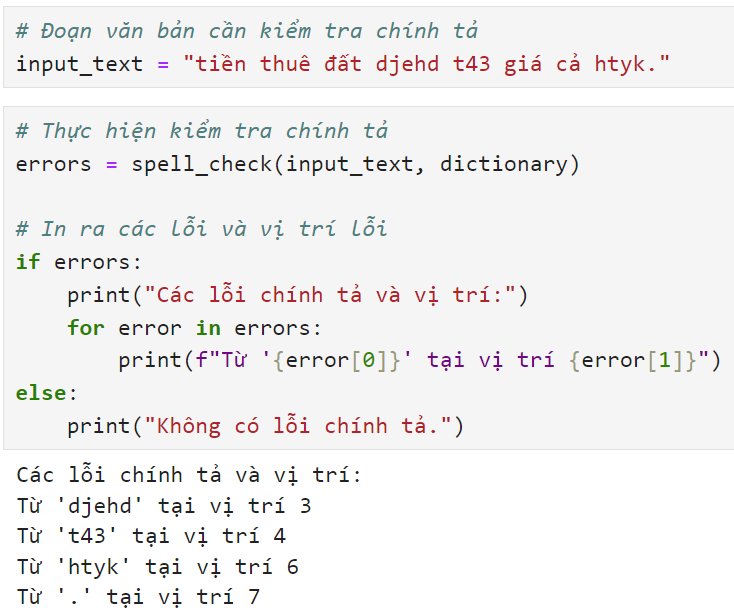 # Đoạn văn bản cần kiểm tra chính tả
input_text = "tiền thuê đất djehd t43 giá cả htyk."
# Thực hiện kiểm tra chính tả
errors = spell_check(input_text, dictionary)
# In ra các lỗi và vị trí lỗi
if errors:
    print("Các lỗi chính tả và vị trí:")
    for error in errors:
        print(f"Từ '{error[0]}' tại vị trí {error[1]}")
else:
    print("Không có lỗi chính tả.")
Các lỗi chính tả và vị trí:
Từ 'djehd' tại vị trí 3
Từ 't43' tại vị trí 4
Từ 'htyk' tại vị trí 6
Từ '.' tại vị trí 7